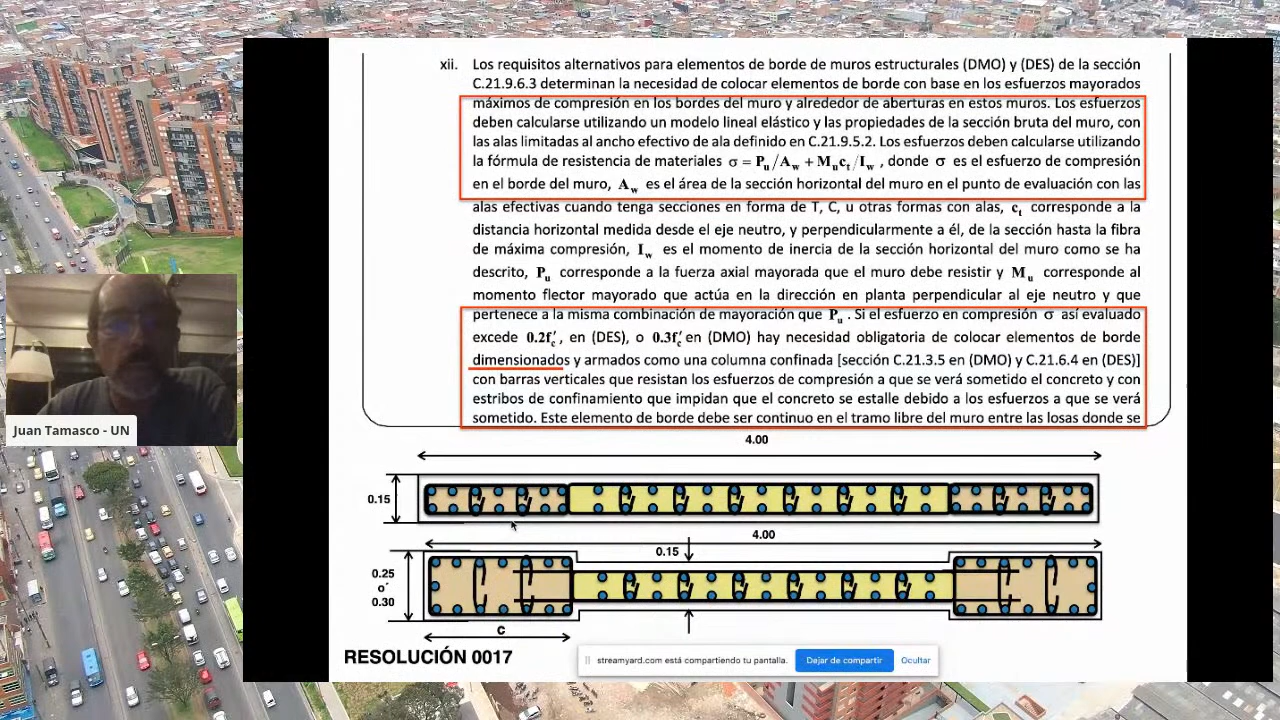 xii. Los requisitos alternativos para elementos de borde de muros estructurales (DMO) y (DES) de la sección
C.21.9.6.3 determinan la necesidad de colocar elementos de borde con base en los esfuerzos mayorados
máximos de compresión en los bordes del muro y alrededor de aberturas en estos muros. Los esfuerzos
deben calcularse utilizando un modelo lineal elástico y las propiedades de la sección bruta del muro, con
las alas limitadas al ancho efectivo de ala definido en C.21.9.5.2. Los esfuerzos deben calcularse utilizando
la fórmula de resistencia de materiales σ = Pu/Aw + Muct/Iw, donde σ es el esfuerzo de compresión
en el borde del muro, Aw es el área de la sección horizontal del muro en el punto de evaluación con las
alas efectivas cuando tenga secciones en forma de T, C, u otras formas con alas, ct corresponde a la
distancia horizontal medida desde el eje neutro, y perpendicularmente a él, de la sección hasta la fibra
de máxima compresión, Iw es el momento de inercia de la sección horizontal del muro como se ha
descrito, Pu corresponde a la fuerza axial mayorada que el muro debe resistir y Mu corresponde al
momento flector mayorado que actúa en la dirección en planta perpendicular al eje neutro y que
pertenece a la misma combinación de mayoración que Pu. Si el esfuerzo en compresión σ así evaluado
excede 0.2f'c, en (DES), o 0.3f'c en (DMO) hay necesidad obligatoria de colocar elementos de borde
dimensionados y armados como una columna confinada [sección C.21.3.5 en (DMO) y C.21.6.4 en (DES)]
con barras verticales que resistan los esfuerzos de compresión a que se verá sometido el concreto y con
estribos de confinamiento que impidan que el concreto se estalle debido a los esfuerzos a que se verá
sometido. Este elemento de borde debe ser continuo en el tramo libre del muro entre las losas donde se
Juan Tamasco - UN
4.00
0.15
4.00
0.15
0.25
o´
0.30
C
RESOLUCIÓN 0017
streamyard.com está compartiendo tu pantalla. Dejar de compartir Ocultar